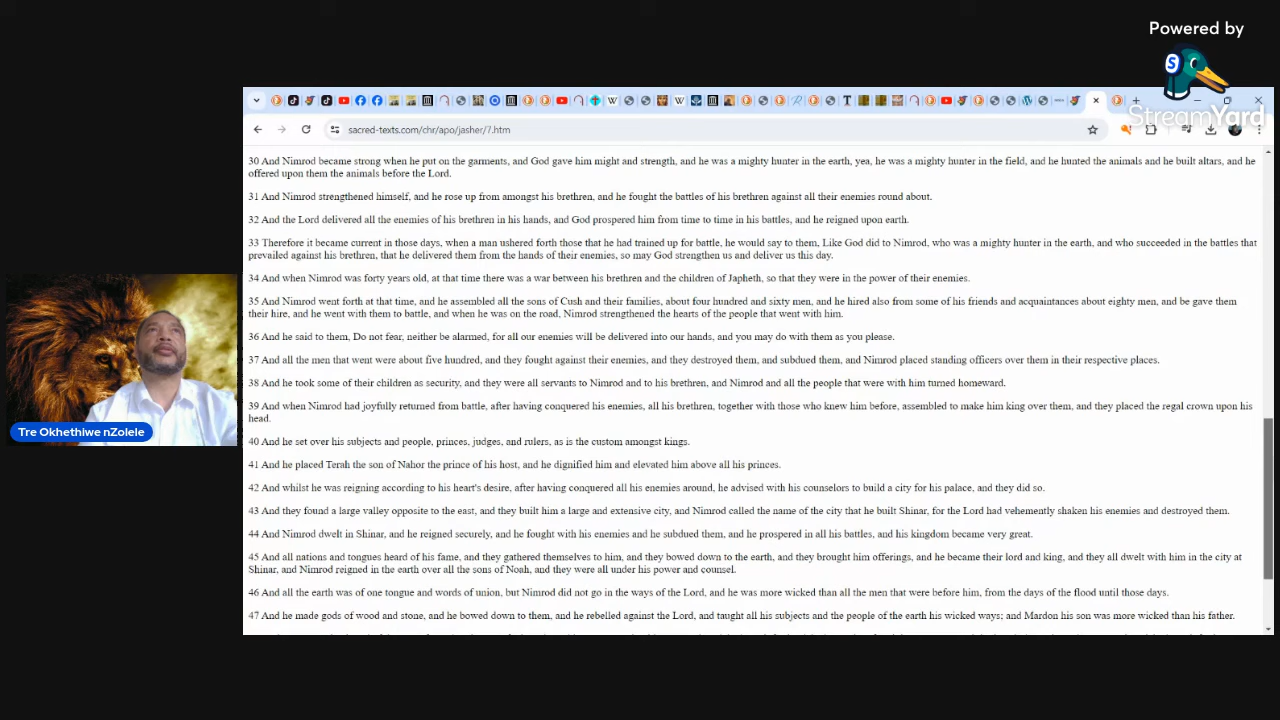 Powered by
S
StreamYard
sacred-texts.com/chr/apo/jasher/7.htm
30 And Nimrod became strong when he put on the garments, and God gave him might and strength, and he was a mighty hunter in the earth, yea, he was a mighty hunter in the field, and he hunted the animals and he built altars, and he
offered upon them the animals before the Lord.
31 And Nimrod strengthened himself, and he rose up from amongst his brethren, and he fought the battles of his brethren against all their enemies round about.
32 And the Lord delivered all the enemies of his brethren in his hands, and God prospered him from time to time in his battles, and he reigned upon earth.
33 Therefore it became current in those days, when a man ushered forth those that he had trained up for battle, he would say to them, Like God did to Nimrod, who was a mighty hunter in the earth, and who succeeded in the battles that
prevailed against his brethren, that he delivered them from the hands of their enemies, so may God strengthen us and deliver us this day.
34 And when Nimrod was forty years old, at that time there was a war between his brethren and the children of Japheth, so that they were in the power of their enemies.
35 And Nimrod went forth at that time, and he assembled all the sons of Cush and their families, about four hundred and sixty men, and he hired also from some of his friends and acquaintances about eighty men, and be gave them
their hire, and he went with them to battle, and when he was on the road, Nimrod strengthened the hearts of the people that went with him.
36 And he said to them, Do not fear, neither be alarmed, for all our enemies will be delivered into our hands, and you may do with them as you please.
37 And all the men that went were about five hundred, and they fought against their enemies, and they destroyed them, and subdued them, and Nimrod placed standing officers over them in their respective places.
38 And he took some of their children as security, and they were all servants to Nimrod and to his brethren, and Nimrod and all the people that were with him turned homeward.
39 And when Nimrod had joyfully returned from battle, after having conquered his enemies, all his brethren, together with those who knew him before, assembled to make him king over them, and they placed the regal crown upon his
head.
40 And he set over his subjects and people, princes, judges, and rulers, as is the custom amongst kings.
41 And he placed Terah the son of Nahor the prince of his host, and he dignified him and elevated him above all his princes.
42 And whilst he was reigning according to his heart's desire, after having conquered all his enemies around, he advised with his counselors to build a city for his palace, and they did so.
43 And they found a large valley opposite to the east, and they built him a large and extensive city, and Nimrod called the name of the city that he built Shinar, for the Lord had vehemently shaken his enemies and destroyed them.
44 And Nimrod dwelt in Shinar, and he reigned securely, and he fought with his enemies and he subdued them, and he prospered in all his battles, and his kingdom became very great.
45 And all nations and tongues heard of his fame, and they gathered themselves to him, and they bowed down to the earth, and they brought him offerings, and he became their lord and king, and they all dwelt with him in the city at
Shinar, and Nimrod reigned in the earth over all the sons of Noah, and they were all under his power and counsel.
46 And all the earth was of one tongue and words of union, but Nimrod did not go in the ways of the Lord, and he was more wicked than all the men that were before him, from the days of the flood until those days.
47 And he made gods of wood and stone, and he bowed down to them, and he rebelled against the Lord, and taught all his subjects and the people of the earth his wicked ways; and Mardon his son was more wicked than his father.
Tre Okhethiwe nZolele